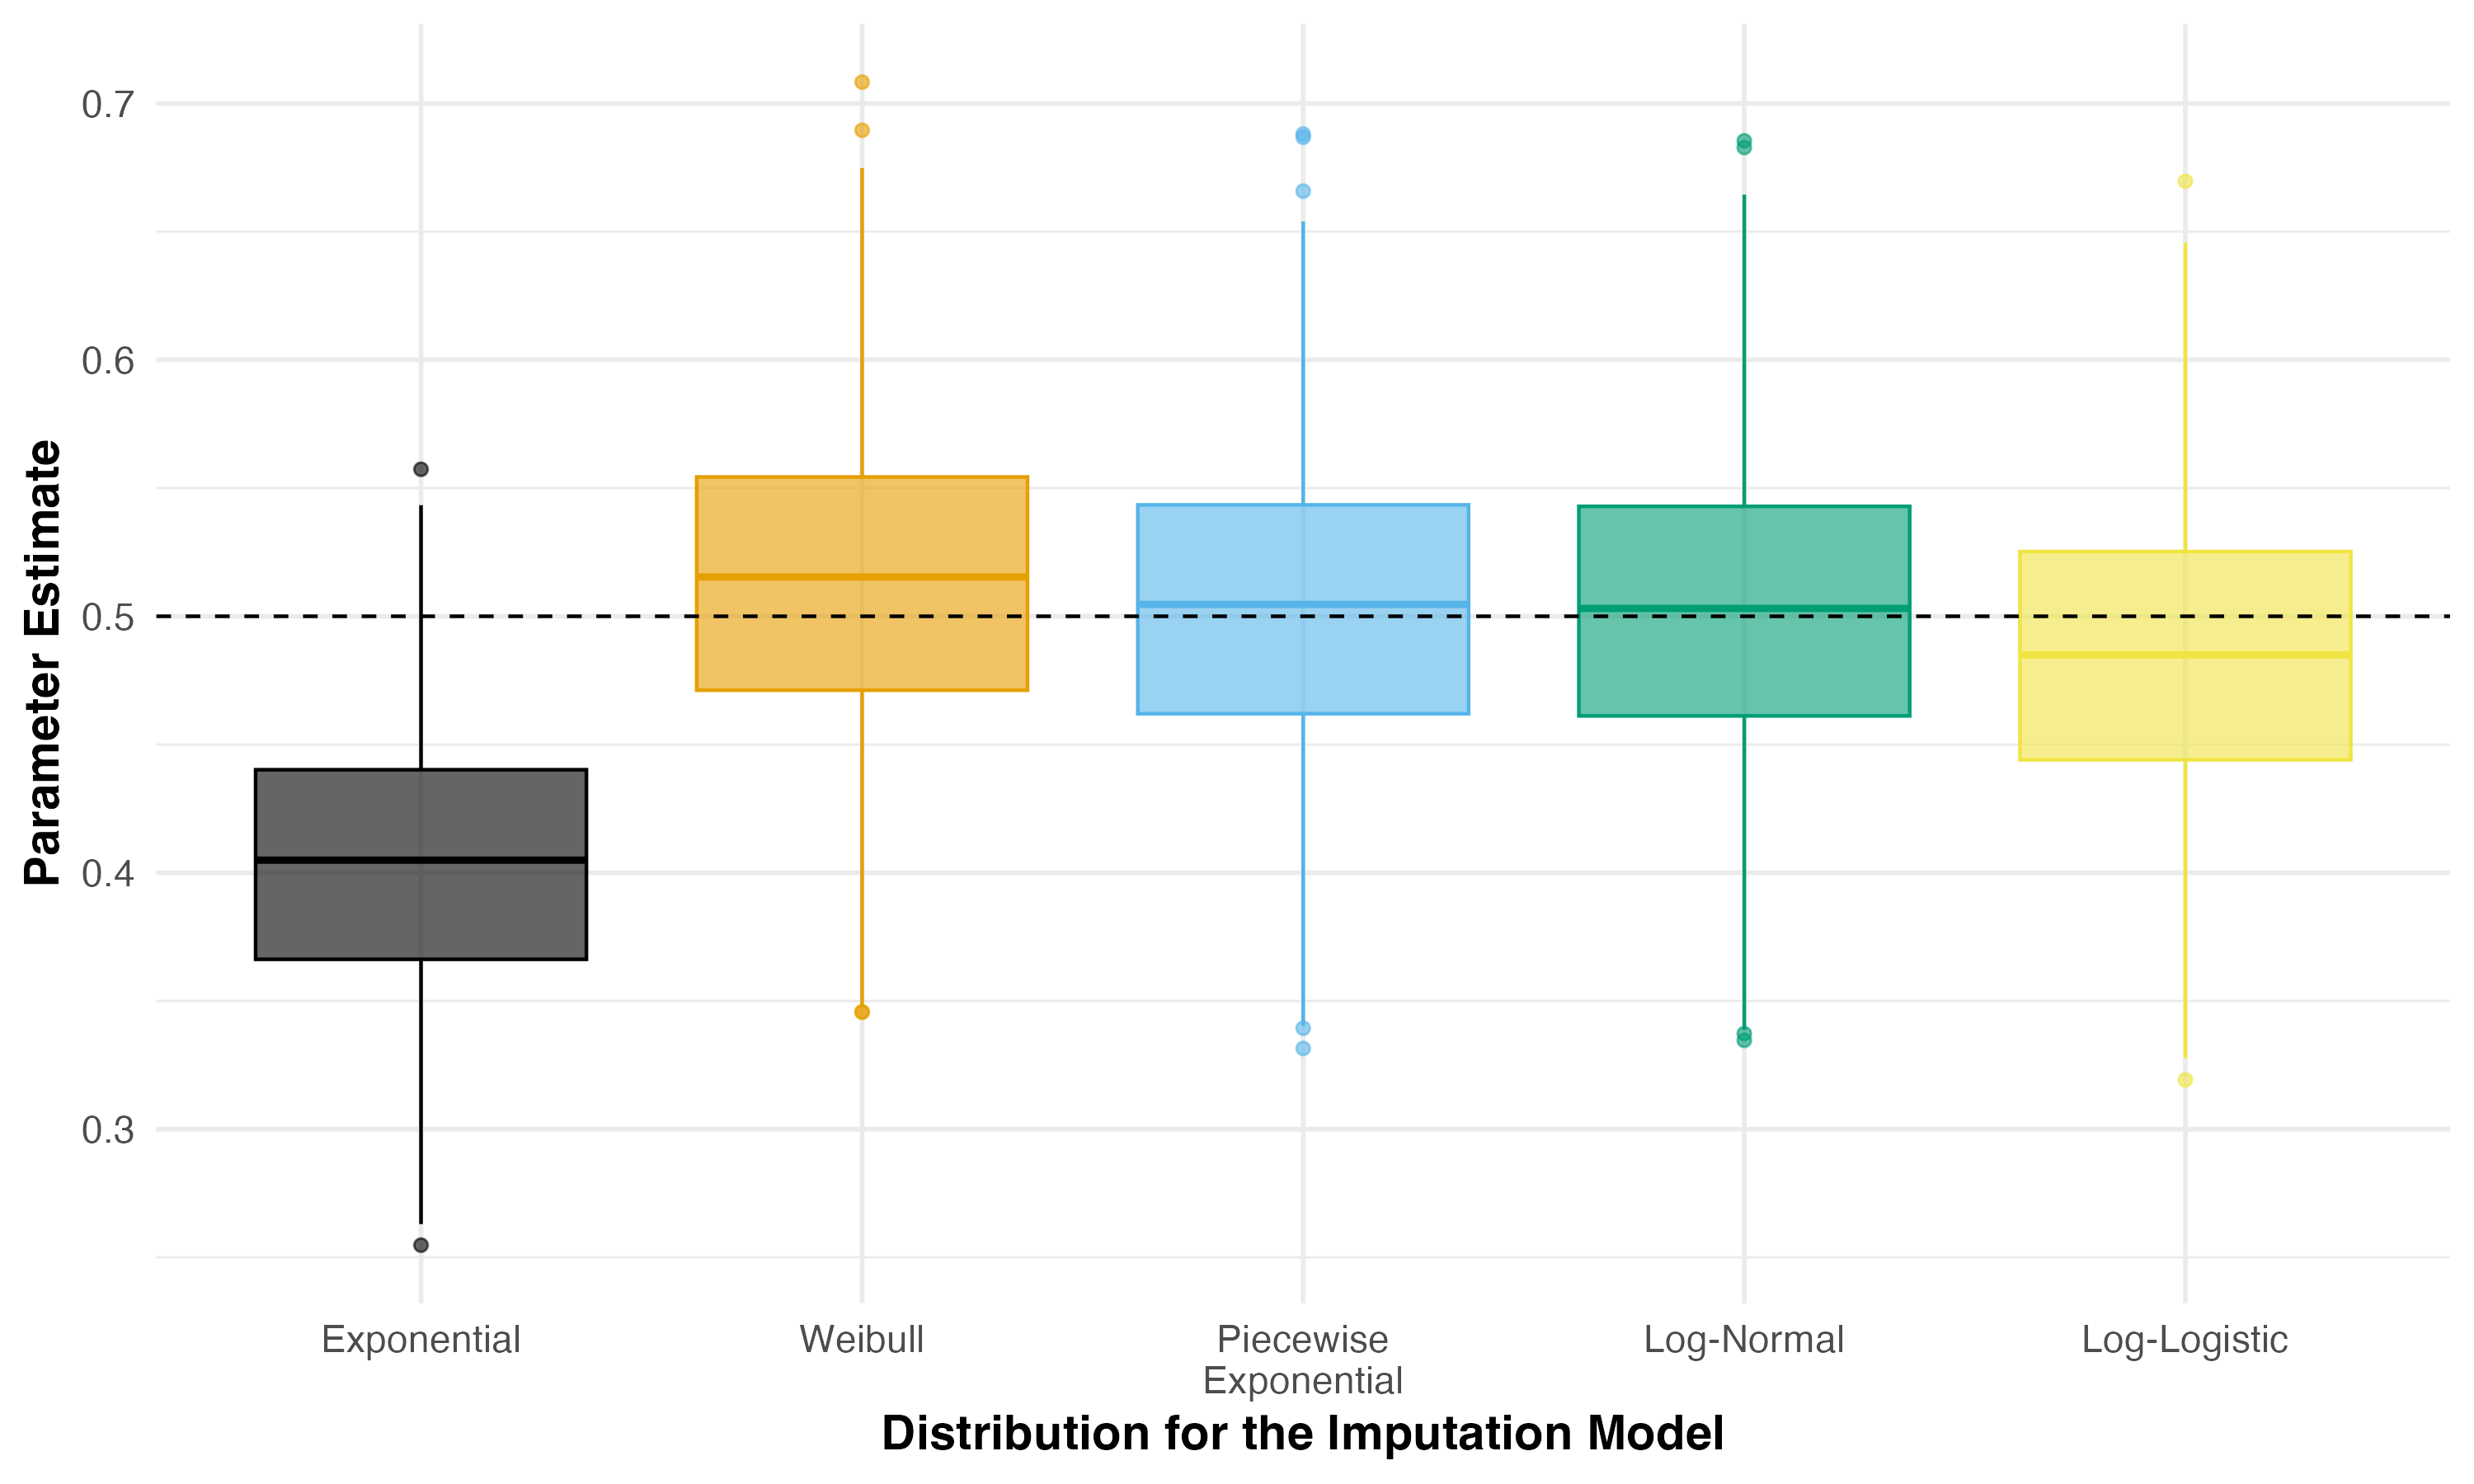 Parameter Estimate
0.7
0.6
0.5
0.4
0.3
Exponential
Weibull
Piecewise
Exponential
Log-Normal
Log-Logistic
Distribution for the Imputation Model